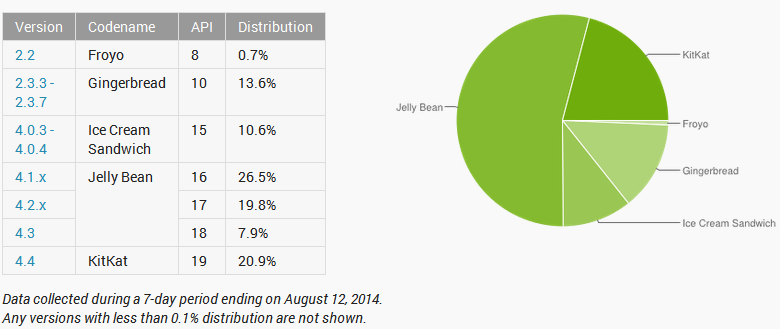 Version Codename API Distribution
2.2 Froyo 8 0.7%
2.3.3 - Gingerbread 10 13.6%
2.3.7
4.0.3 - Ice Cream 15 10.6%
4.0.4 Sandwich
4.1.x Jelly Bean 16 26.5%
4.2.x 17 19.8%
4.3 18 7.9%
4.4 KitKat 19 20.9%
KitKat
Jelly Bean
Froyo
Gingerbread
Ice Cream Sandwich
Data collected during a 7-day period ending on August 12, 2014.
Any versions with less than 0.1% distribution are not shown.